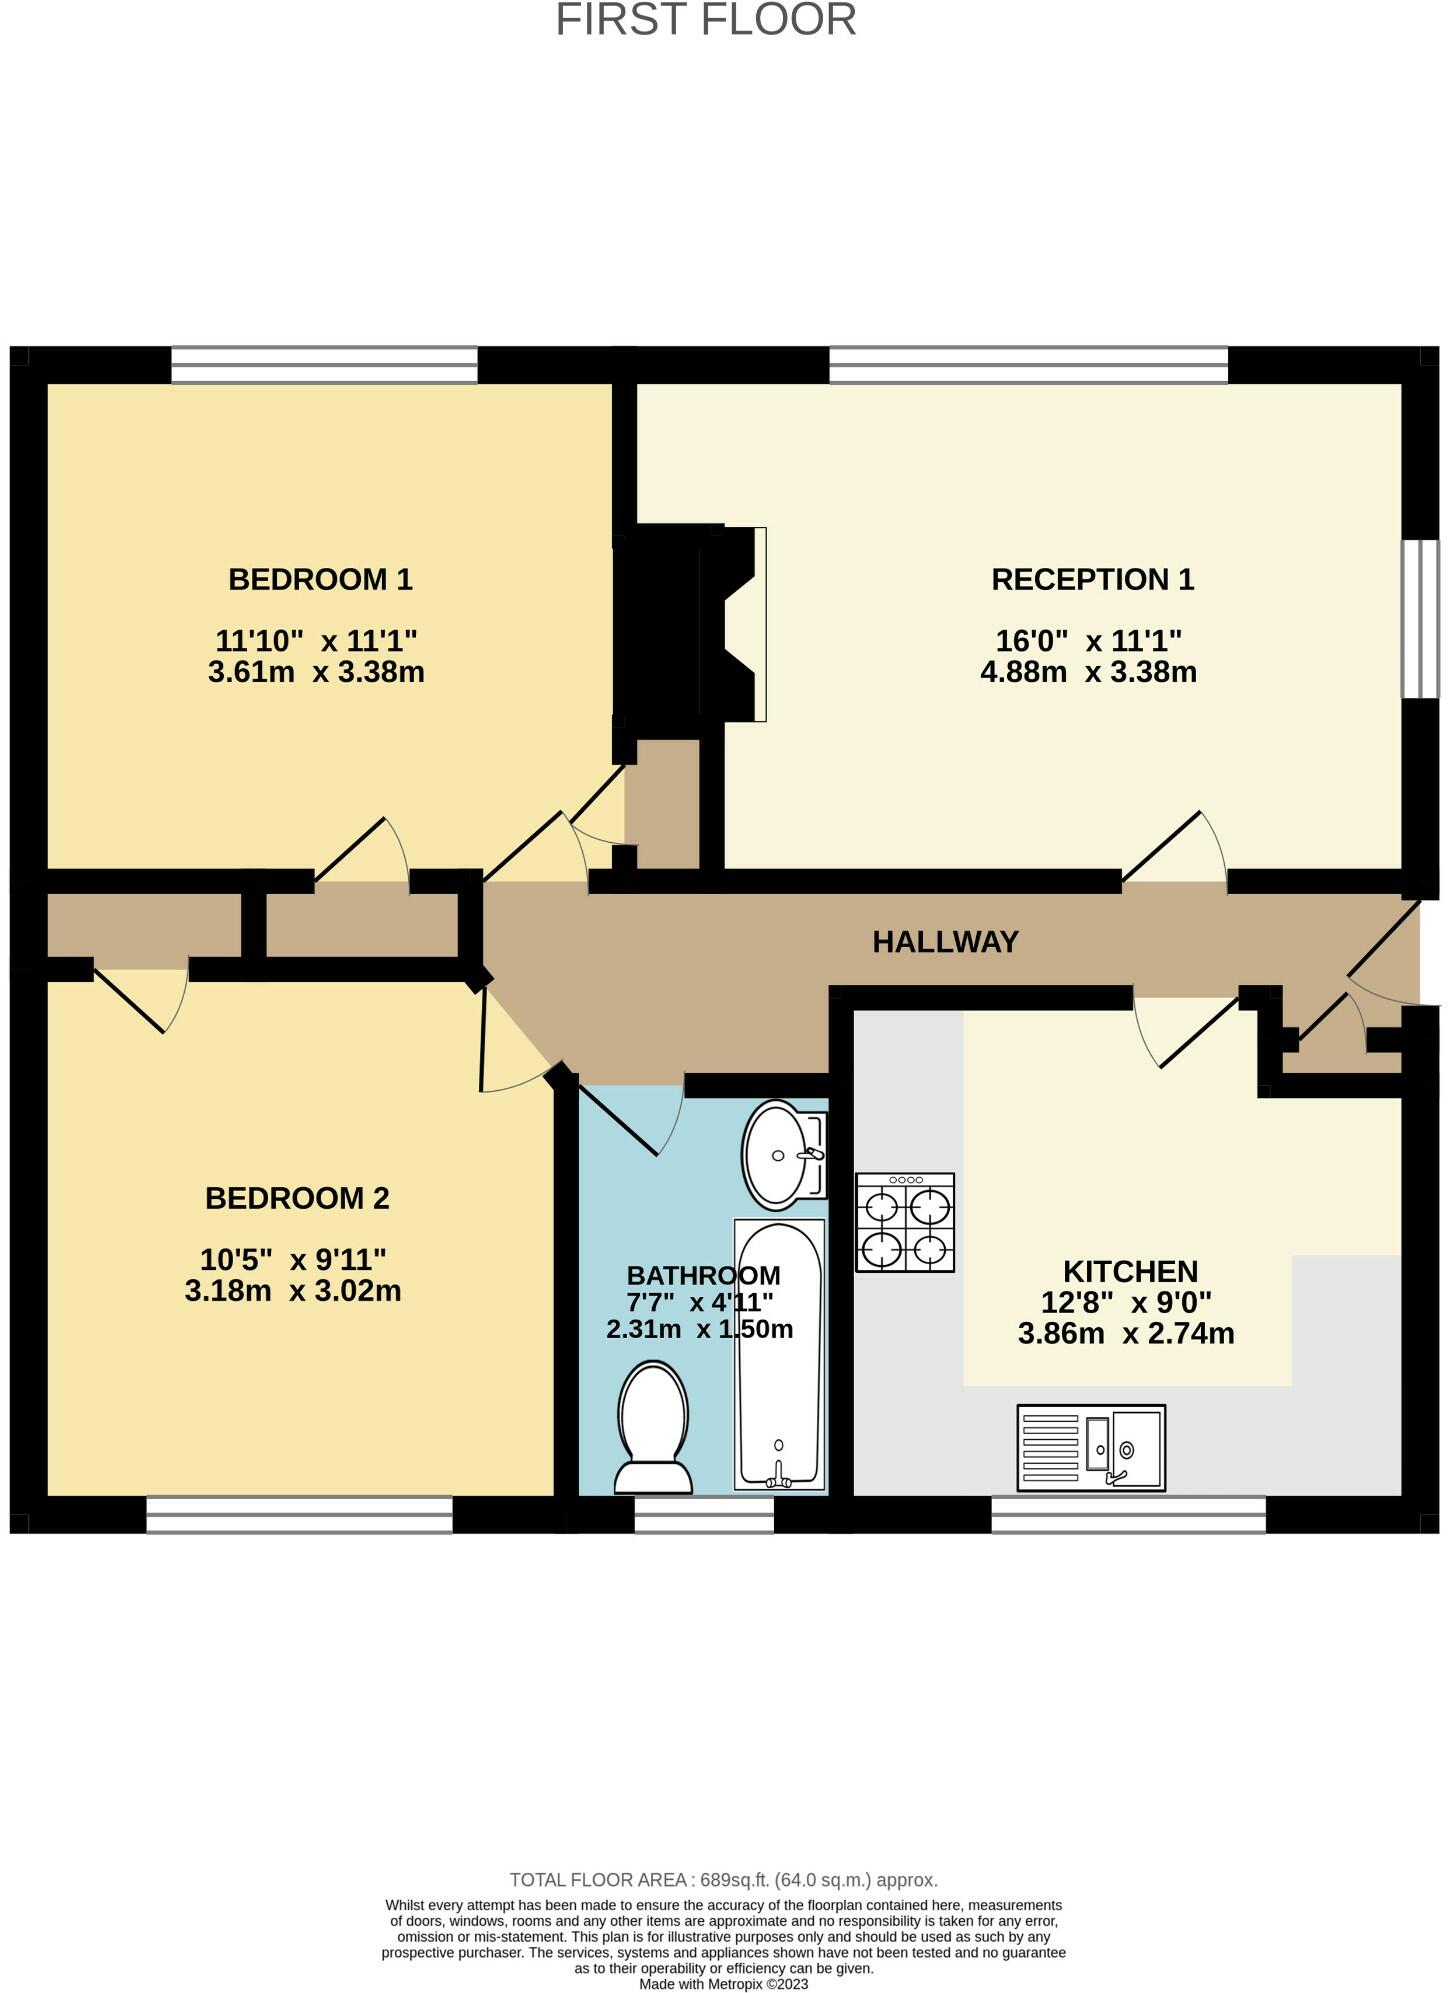 FIRST FLOOR
BEDROOM 1
11'10"  x 11'1"
3.61m  x 3.38m
RECEPTION 1
16'0"  x 11'1"
4.88m  x 3.38m
HALLWAY
BEDROOM 2
10'5"  x 9'11"
3.18m  x 3.02m
BATHROOM
7'7"  x 4'11"
2.31m  x 1.50m
KITCHEN
12'8"  x 9'0"
3.86m  x 2.74m
TOTAL FLOOR AREA : 689sq.ft. (64.0 sq.m.) approx.
Whilst every attempt has been made to ensure the accuracy of the floorplan contained here, measurements
of doors, windows, rooms and any other items are approximate and no responsibility is taken for any error,
omission or mis-statement. This plan is for illustrative purposes only and should be used as such by any
prospective purchaser. The services, systems and appliances shown have not been tested and no guarantee
as to their operability or efficiency can be given.
Made with Metropix ©2023